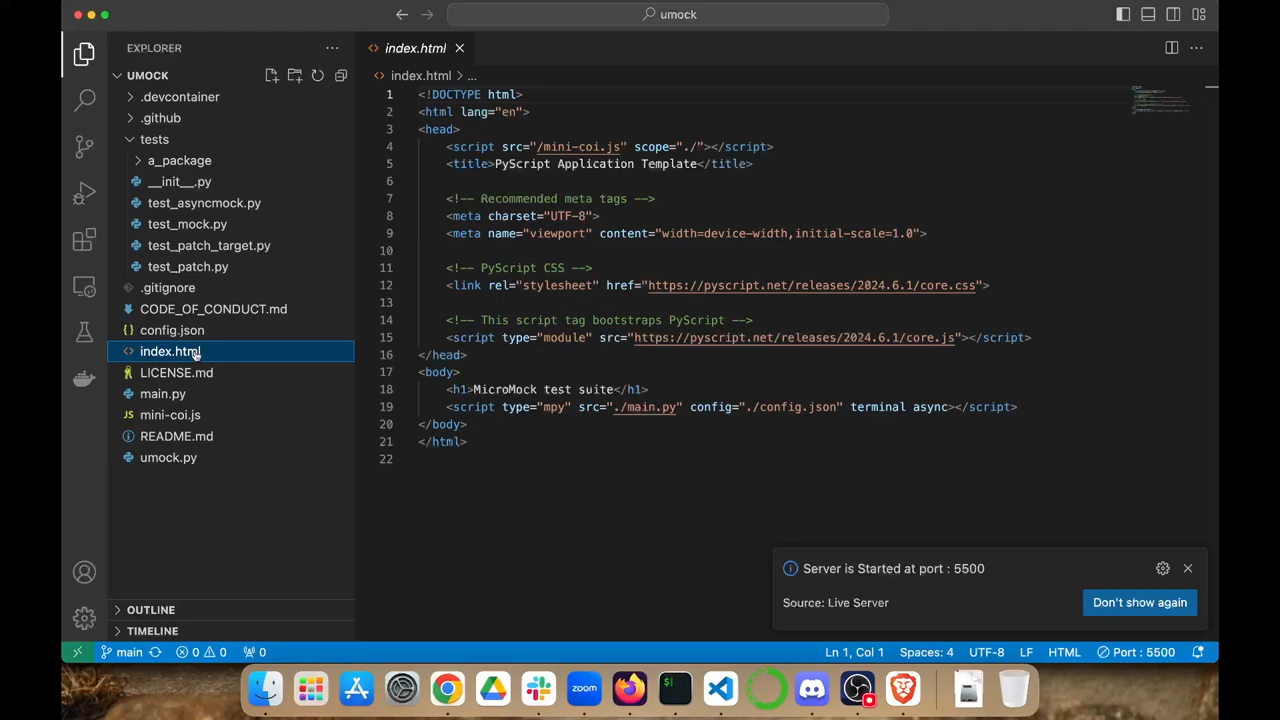 umock
EXPLORER
index.html
UMOCK
index.html > ...
.devcontainer
.github
tests
a_package
__init__.py
test_asyncmock.py
test_mock.py
test_patch_target.py
test_patch.py
.gitignore
CODE_OF_CONDUCT.md
config.json
index.html
LICENSE.md
main.py
mini-coi.js
README.md
umock.py
OUTLINE
TIMELINE
1 <!DOCTYPE html>
2 <html lang="en">
3 <head>
4 <script src="/mini-coi.js" scope="./"></script>
5 <title>PyScript Application Template</title>
6
7 <!-- Recommended meta tags -->
8 <meta charset="UTF-8">
9 <meta name="viewport" content="width=device-width,initial-scale=1.0">
10
11 <!-- PyScript CSS -->
12 <link rel="stylesheet" href="https://pyscript.net/releases/2024.6.1/core.css">
13
14 <!-- This script tag bootstraps PyScript -->
15 <script type="module" src="https://pyscript.net/releases/2024.6.1/core.js"></script>
16 </head>
17 <body>
18 <h1>MicroMock test suite</h1>
19 <script type="mpy" src="./main.py" config="./config.json" terminal async></script>
20 </body>
21 </html>
22
Server is Started at port : 5500
Source: Live Server
Don't show again
main 0 0 0 Ln 1, Col 1 Spaces: 4 UTF-8 LF HTML Port : 5500
zoom
$